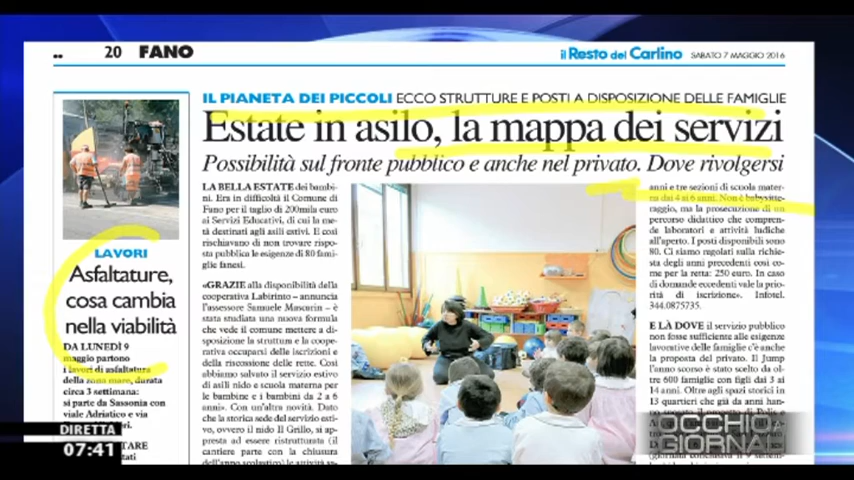 20 FANO
il Resto del Carlino SABATO 7 MAGGIO 2016
LAVORI
Asfaltature,
cosa cambia
nella viabilità
DA LUNEDÌ 9
maggio partono
i lavori di asfaltatura
della zona mare, durata
circa 3 settimana:
si parte da Sassonia con
viale Adriatico e via
IL PIANETA DEI PICCOLI ECCO STRUTTURE E POSTI A DISPOSIZIONE DELLE FAMIGLIE
Estate in asilo, la mappa dei servizi
Possibilità sul fronte pubblico e anche nel privato. Dove rivolgersi
LA BELLA ESTATE dei bambi-
ni. Era in difficoltà il Comune di
Fano per il taglio di 200mila euro
ai Servizi Educativi, di cui la me-
tà destinati agli asili estivi. E così
rischiavano di non trovare rispo-
sta pubblica le esigenze di 80 fami-
glie fanesi.
«GRAZIE alla disponibilità della
cooperativa Labirinto – annuncia
l'assessore Samuele Mascarin – è
stata studiata una nuova formula
che vede il comune mettere a di-
sposizione la struttura e la coope-
rativa occuparsi delle iscrizioni e
della riscossione delle rette. Così
abbiamo salvato il servizio estivo
di asili nido e scuola materna per
le bambine e i bambini da 2 a 6
anni». Con un'altra novità. Dato
che la storica sede del servizio esti-
vo, ovvero il nido Il Grillo, si ap-
presta ad essere ristrutturata (il
cantiere parte con la chiusura
anni e tre sezioni di scuola mater-
na dai 4 ai 6 anni. Non è babysitte-
raggio, ma la prosecuzione di un
percorso didattico che compren-
de laboratori e attività ludiche
all'aperto. I posti disponibili sono
80. Ci siamo regolati sulla richie-
sta degli anni precedenti così co-
me per la retta: 250 euro. In caso
di domande eccedenti vale la prio-
rità di iscrizione». Infotel.
344.0875735.
E LÀ DOVE il servizio pubblico
non fosse sufficiente alle esigenze
lavorative delle famiglie c'è anche
la proposta del privato. Il Jump
l'anno scorso è stato scelto da ol-
tre 600 famiglie con figli dai 3 ai
14 anni. Oltre agli spazi storici in
13 quartieri che già da anni han-
DIRETTA
07:41
OCCHIO
GIORNALI